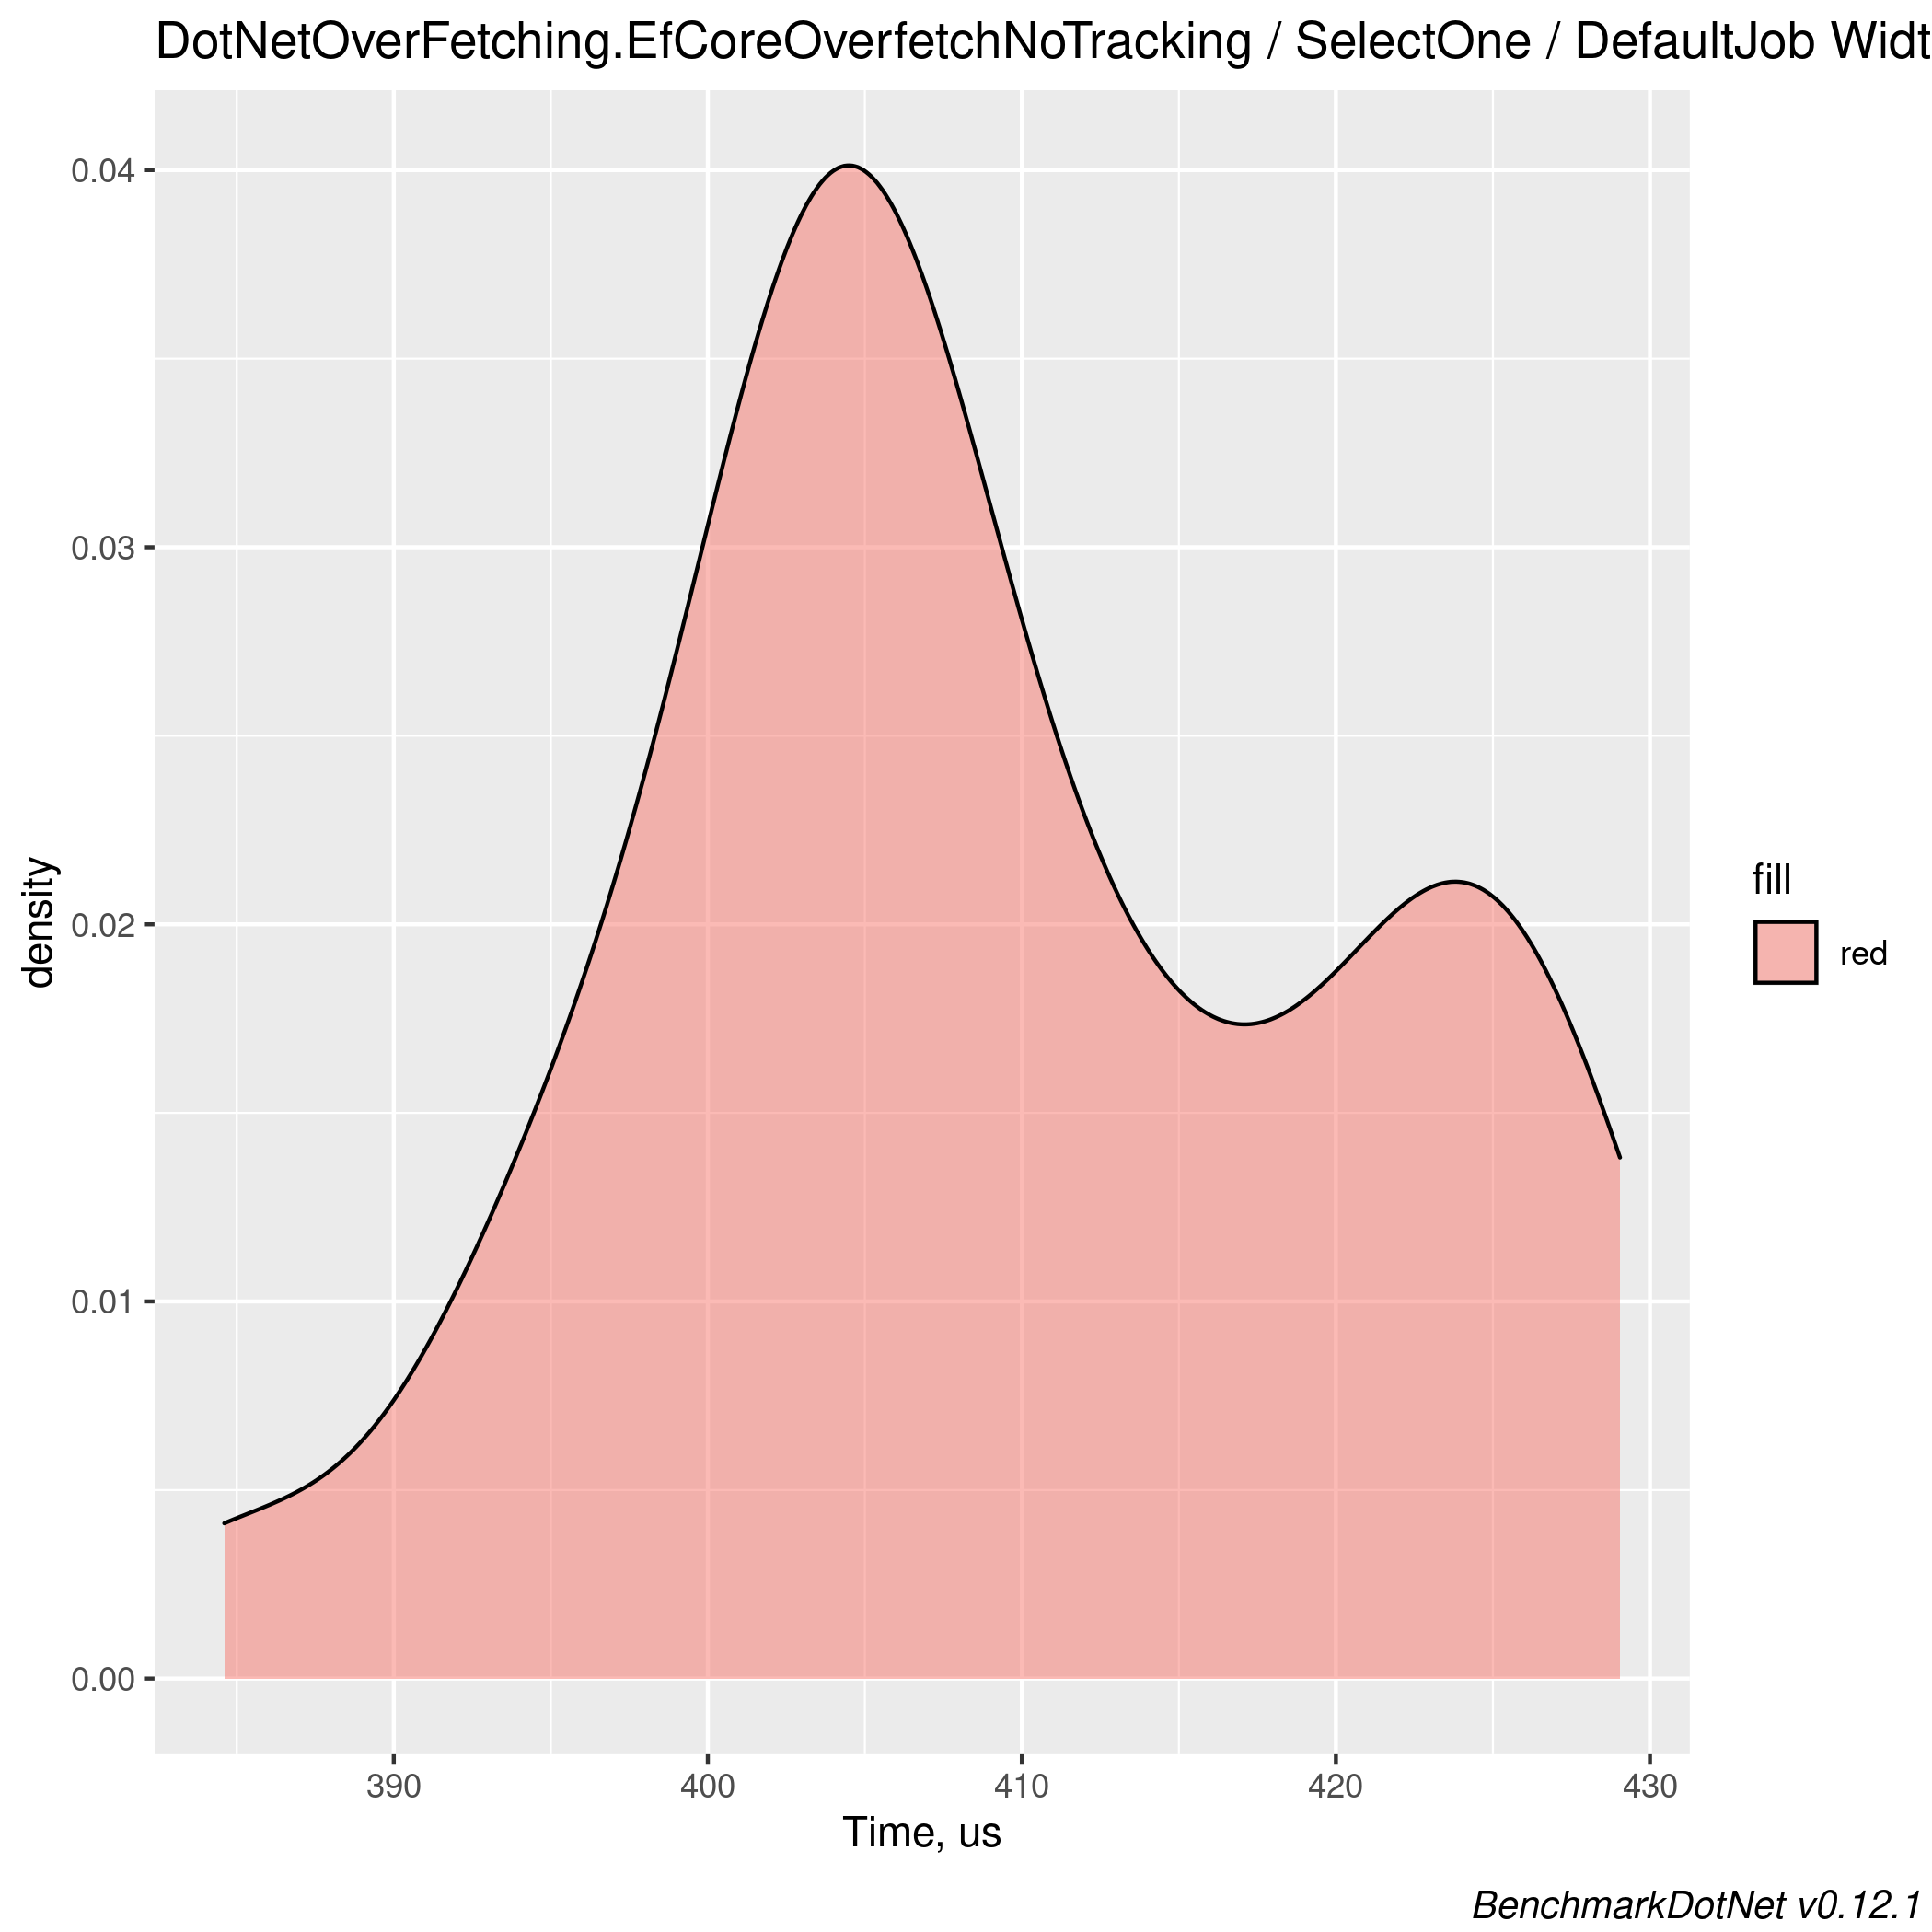 DotNetOverFetching.EfCoreOverfetchNoTracking / SelectOne / DefaultJob Widt
0.04
0.03
0.02
0.01
0.00
density
390 400 410 420 430
Time, us
fill
red
BenchmarkDotNet v0.12.1